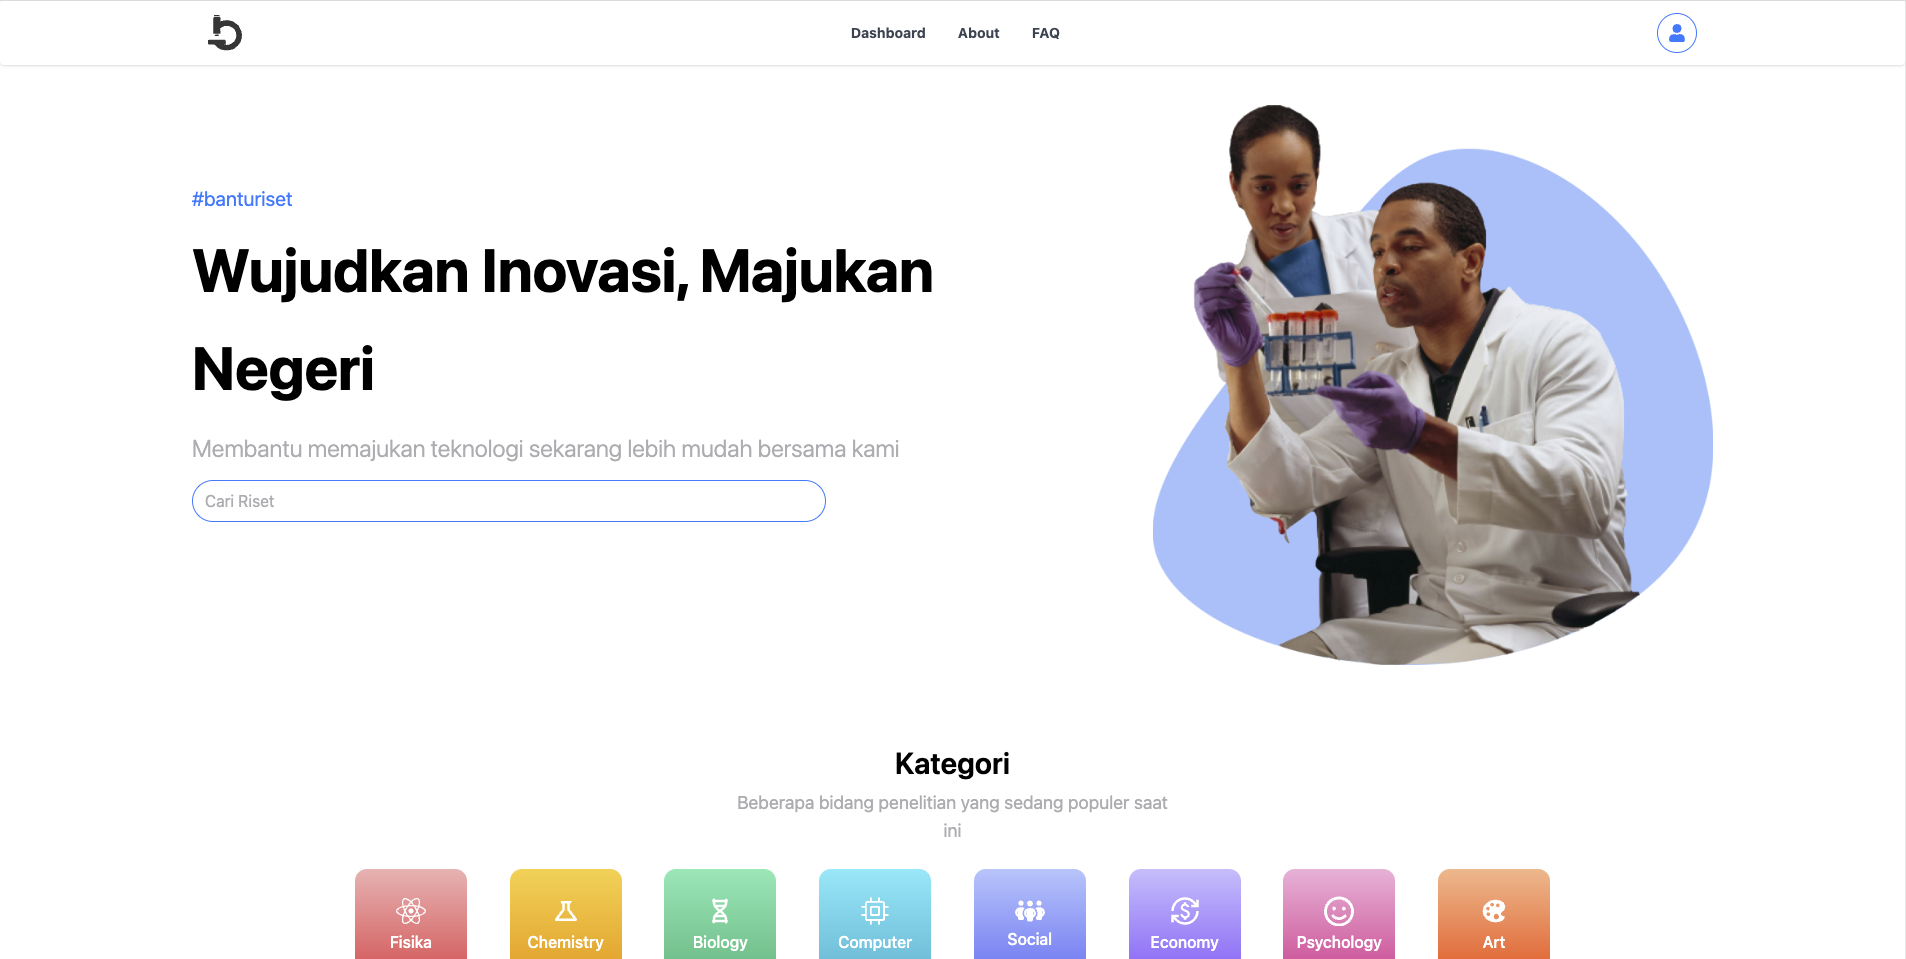 Dashboard About FAQ
#banturiset
Wujudkan Inovasi, Majukan
Negeri
Membantu memajukan teknologi sekarang lebih mudah bersama kami
Cari Riset
Kategori
Beberapa bidang penelitian yang sedang populer saat
ini
Fisika Chemistry Biology Computer Social Economy Psychology Art